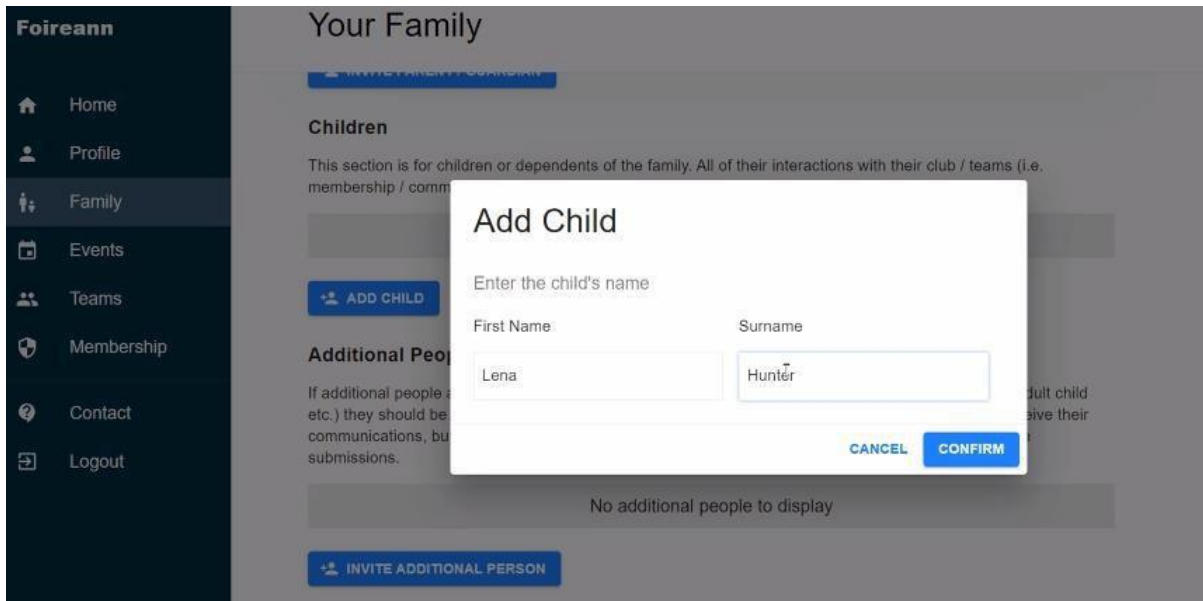 Foireann
Home
Profile
Family
Events
Teams
Membership
Contact
Logout
Your Family
INVITE PARENT / GUARDIAN
Children
This section is for children or dependents of the family. All of their interactions with their club / teams (i.e.
membership / comm
ADD CHILD
Additional Peo
If additional people
dult child
etc.) they should be
eive their
communications, bu
submissions.
No additional people to display
INVITE ADDITIONAL PERSON
Add Child
Enter the child's name
First Name
Surname
Lena
Hunter
CANCEL
CONFIRM